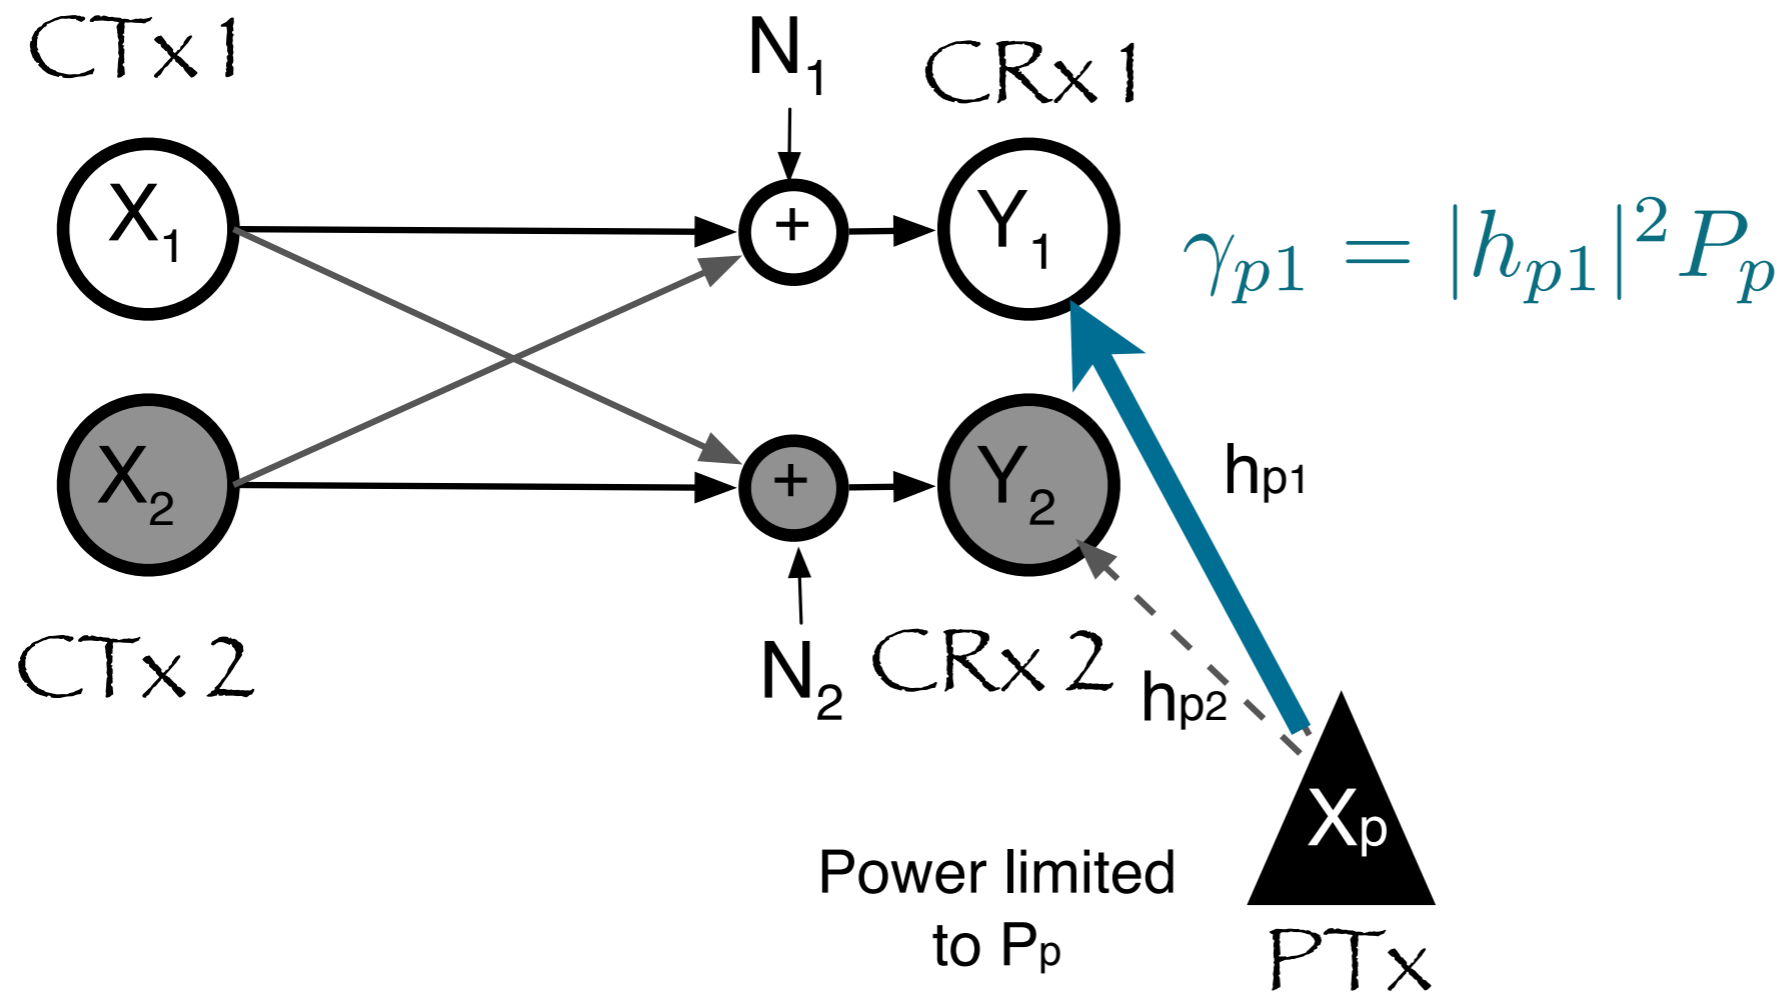 CTx 1
N1
CRx 1
X1
+
Y1
γp1 = |hp1|²Pp
X2
+
Y2
hp1
CTx 2
N2
CRx 2
hp2
Xp
Power limited
to Pp
PTx